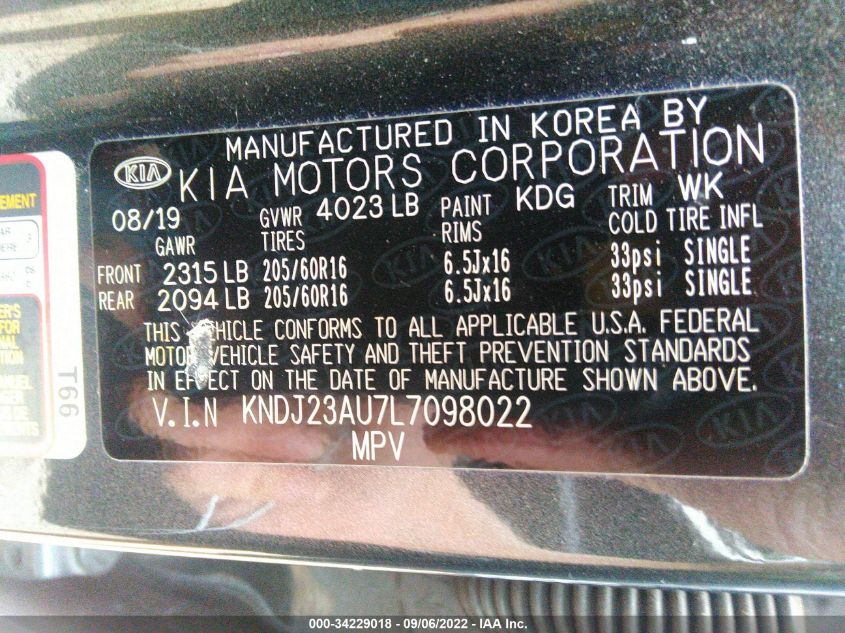 MANUFACTURED IN KOREA BY
KIA KIA MOTORS CORPORATION
08/19 GVWR 4023 LB PAINT KDG TRIM WK
GAWR TIRES RIMS COLD TIRE INFL
FRONT 2315 LB 205/60R16 6.5Jx16 33psi SINGLE
REAR 2094 LB 205/60R16 6.5Jx16 33psi SINGLE
THIS VEHICLE CONFORMS TO ALL APPLICABLE U.S.A. FEDERAL
MOTOR VEHICLE SAFETY AND THEFT PREVENTION STANDARDS
IN EFFECT ON THE DATE OF MANUFACTURE SHOWN ABOVE.
V.I.N KNDJ23AU7L7098022
MPV
T66
000-34229018 - 09/06/2022 - IAA Inc.